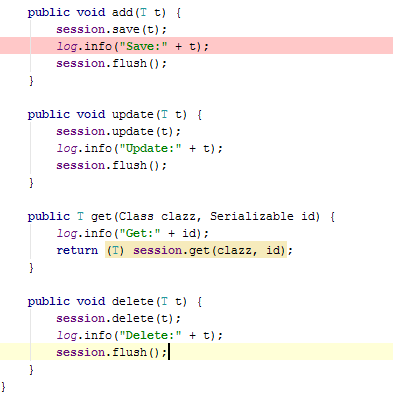 public void add(T t) {
session.save(t);
log.info("Save:" + t);
session.flush();
}
public void update(T t) {
session.update(t);
log.info("Update:" + t);
session.flush();
}
public T get(Class clazz, Serializable id) {
log.info("Get:" + id);
return (T) session.get(clazz, id);
}
public void delete(T t) {
session.delete(t);
log.info("Delete:" + t);
session.flush();
}
}